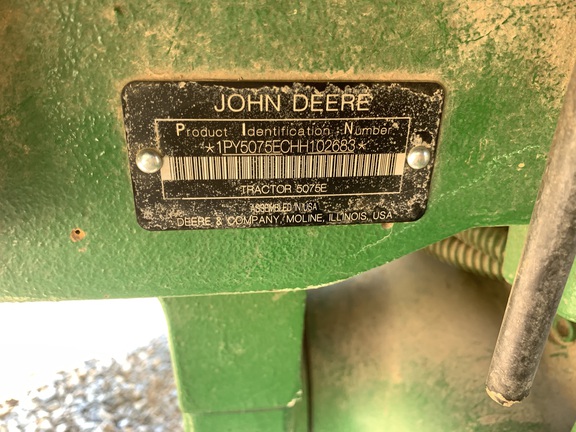 JOHN DEERE
Product Identification Number
*1PY5075ECHH102683*
TRACTOR 5075E
ASSEMBLED IN USA
DEERE & COMPANY, MOLINE, ILLINOIS, USA